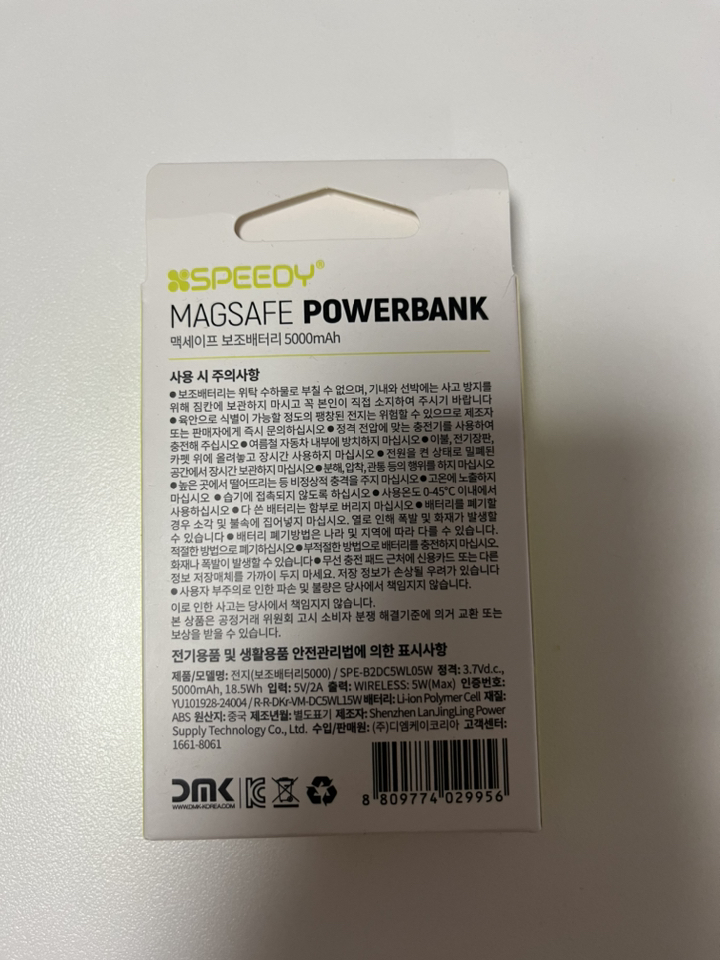 SPEEDY®
MAGSAFE POWERBANK
맥세이프 보조배터리 5000mAh
사용 시 주의사항
● 보조배터리는 위탁 수하물로 부칠 수 없으며, 기내와 선박에는 사고 방지를
위해 짐칸에 보관하지 마시고 꼭 본인이 직접 소지하여 주시기 바랍니다
● 육안으로 식별이 가능할 정도의 팽창된 전지는 위험할 수 있으므로 제조자
또는 판매자에게 즉시 문의하십시오 ● 정격 전압에 맞는 충전기를 사용하여
충전해 주십시오 ● 여름철 자동차 내부에 방치하지 마십시오 ● 이불, 전기장판,
카펫 위에 올려놓고 장시간 사용하지 마십시오 ● 전원을 켠 상태로 밀폐된
공간에서 장시간 보관하지 마십시오 ● 분해, 압착, 관통 등의 행위를 하지 마십시오
● 높은 곳에서 떨어뜨리는 등 비정상적 충격을 주지 마십시오 ● 고온에 노출하지
마십시오 ● 습기에 접촉되지 않도록 하십시오 ● 사용온도 0-45℃ 이내에서
사용하십시오 ● 다 쓴 배터리는 함부로 버리지 마십시오 ● 배터리를 폐기할
경우 소각 및 불속에 집어넣지 마십시오. 열로 인해 폭발 및 화재가 발생할
수 있습니다 ● 배터리 폐기방법은 나라 및 지역에 따라 다를 수 있습니다.
적절한 방법으로 폐기하십시오 ● 부적절한 방법으로 배터리를 충전하지 마십시오.
화재나 폭발이 발생할 수 있습니다 ● 무선 충전 패드 근처에 신용카드 또는 다른
정보 저장매체를 가까이 두지 마세요. 저장 정보가 손상될 우려가 있습니다
● 사용자 부주의로 인한 파손 및 불량은 당사에서 책임지지 않습니다.
이로 인한 사고는 당사에서 책임지지 않습니다.
본 상품은 공정거래 위원회 고시 소비자 분쟁 해결기준에 의거 교환 또는
보상을 받을 수 있습니다.
전기용품 및 생활용품 안전관리법에 의한 표시사항
제품/모델명: 전지(보조배터리5000) / SPE-B2DC5WL05W 정격: 3.7Vd.c.,
5000mAh, 18.5Wh 입력: 5V/2A 출력: WIRELESS: 5W(Max) 인증번호:
YU101928-24004 / R-R-DKr-VM-DC5WL15W 배터리: Li-ion Polymer Cell 재질:
ABS 원산지: 중국 제조년월: 별도표기 제조자: Shenzhen LanJingLing Power
Supply Technology Co., Ltd. 수입/판매원: (주)디엠케이코리아 고객센터:
1661-8061
DMK
WWW.DMK-KOREA.COM
8 809774 029956